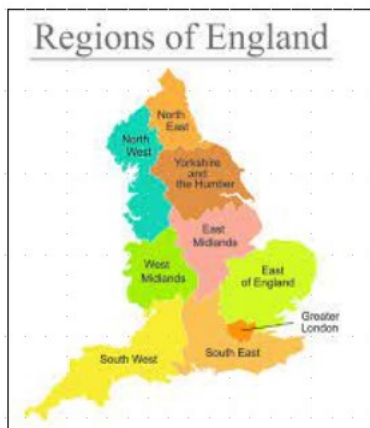 Regions of England
North
East
North
West
Yorkshire
and
the Humber
East
Midlands
West
Midlands
East
of England
Greater
London
South West
South East